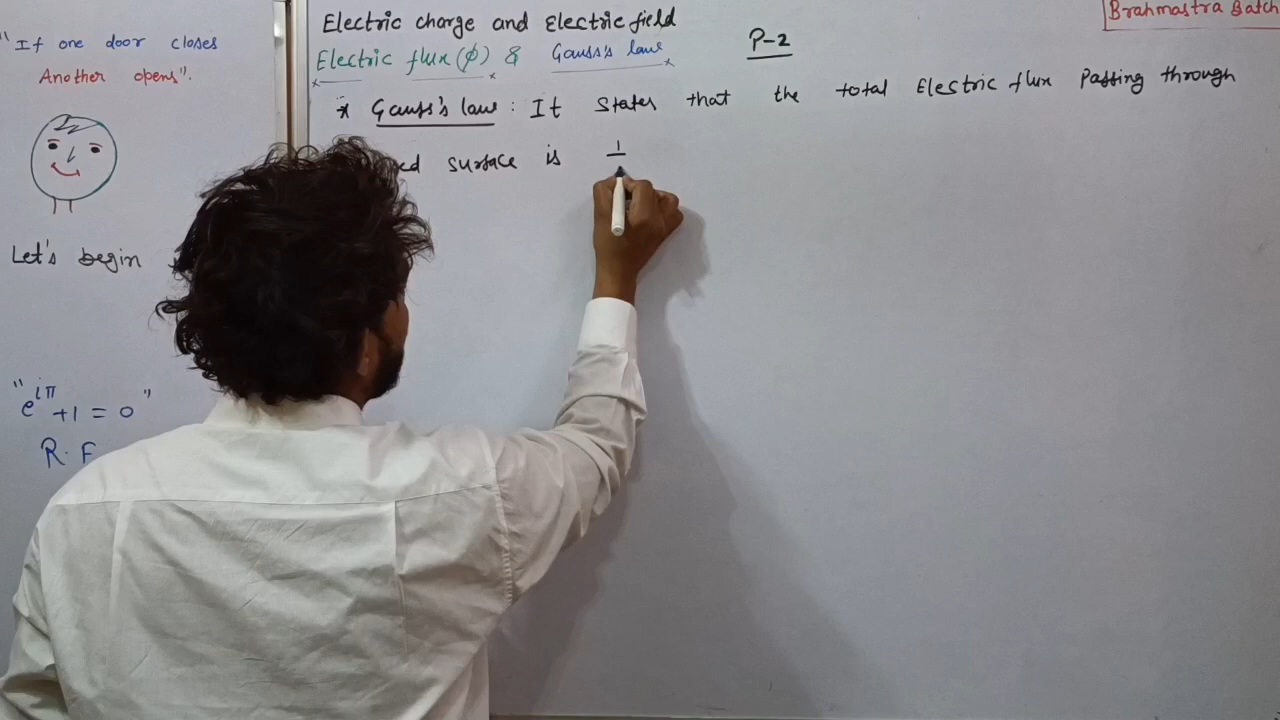 "If one door closes
Another opens".
Let's begin
"e^iπ + 1 = 0"
R. F
Electric charge and Electric field
Electric flux (φ) & Gauss's law
P-2
Brahmastra Batch
* Gauss's law : It states that the total Electric flux Passing through
surface is 1